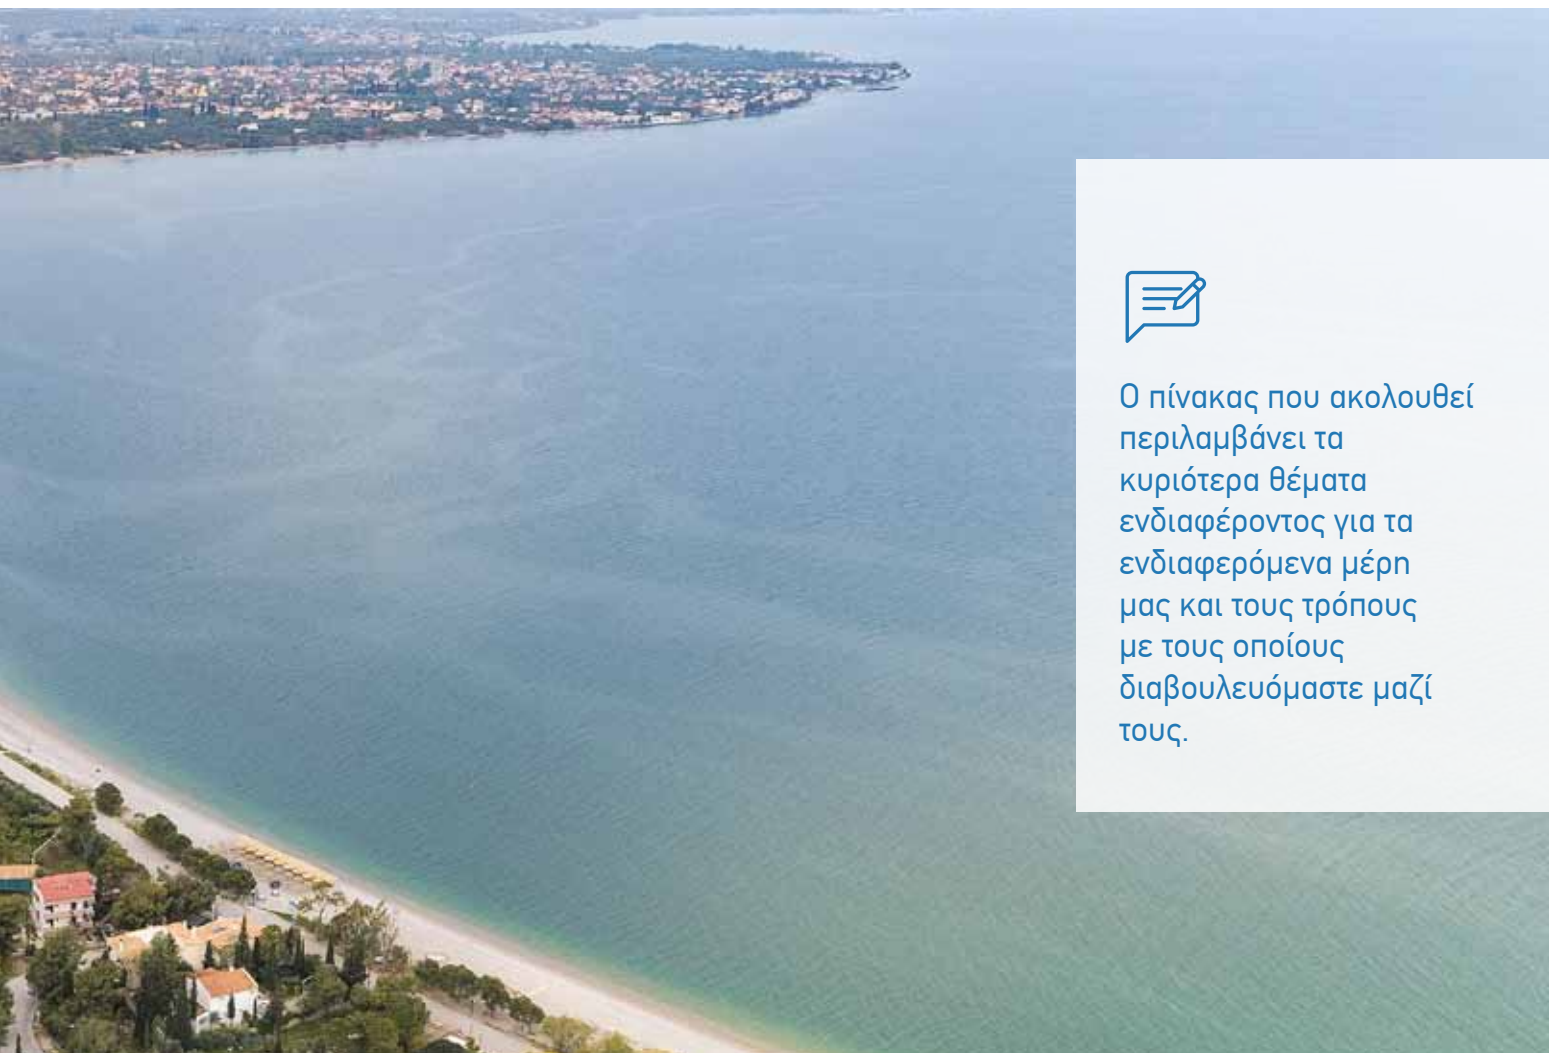 Ο πίνακας που ακολουθεί
περιλαμβάνει τα
κυριότερα θέματα
ενδιαφέροντος για τα
ενδιαφερόμενα μέρη
μας και τους τρόπους
με τους οποίους
διαβουλευόμαστε μαζί
τους.